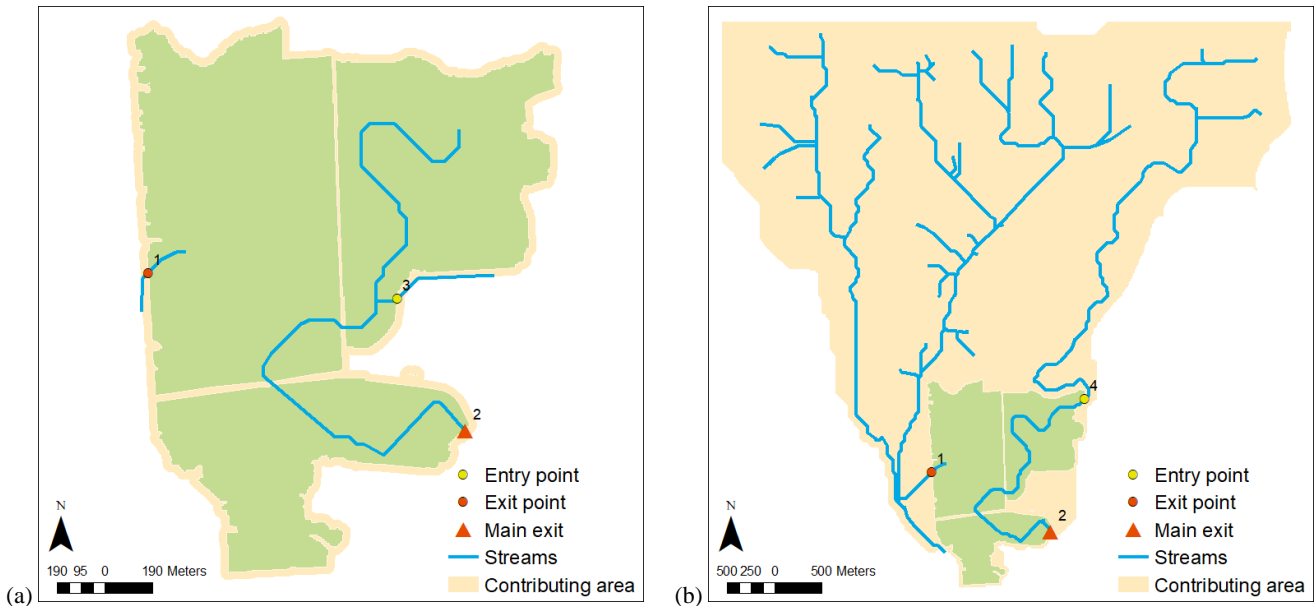 1
3
2
Entry point
Exit point
Main exit
Streams
Contributing area
N
190 95 0 190 Meters
(a)
4
1
2
Entry point
Exit point
Main exit
Streams
Contributing area
N
500 250 0 500 Meters
(b)